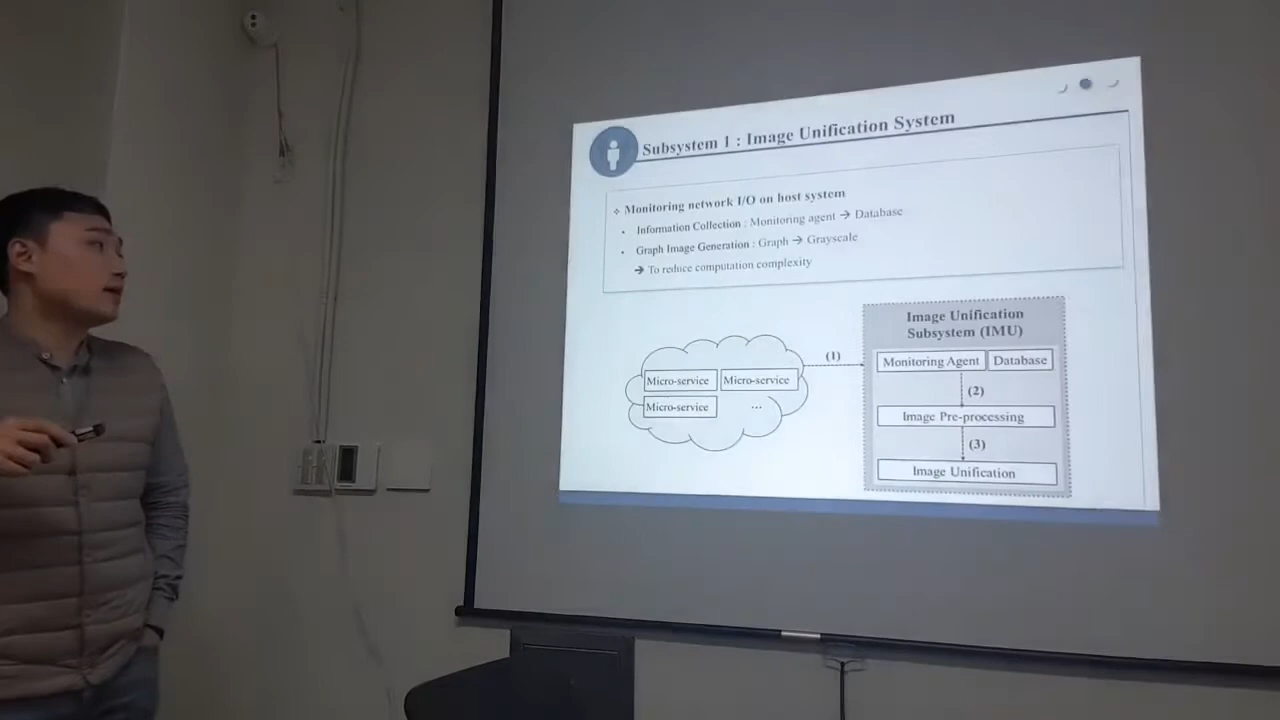 Subsystem 1 : Image Unification System
❖ Monitoring network I/O on host system
• Information Collection : Monitoring agent → Database
• Graph Image Generation : Graph → Grayscale
→ To reduce computation complexity
Image Unification
Subsystem (IMU)
(1)
Monitoring Agent Database
Micro-service Micro-service
(2)
Micro-service ...
Image Pre-processing
(3)
Image Unification